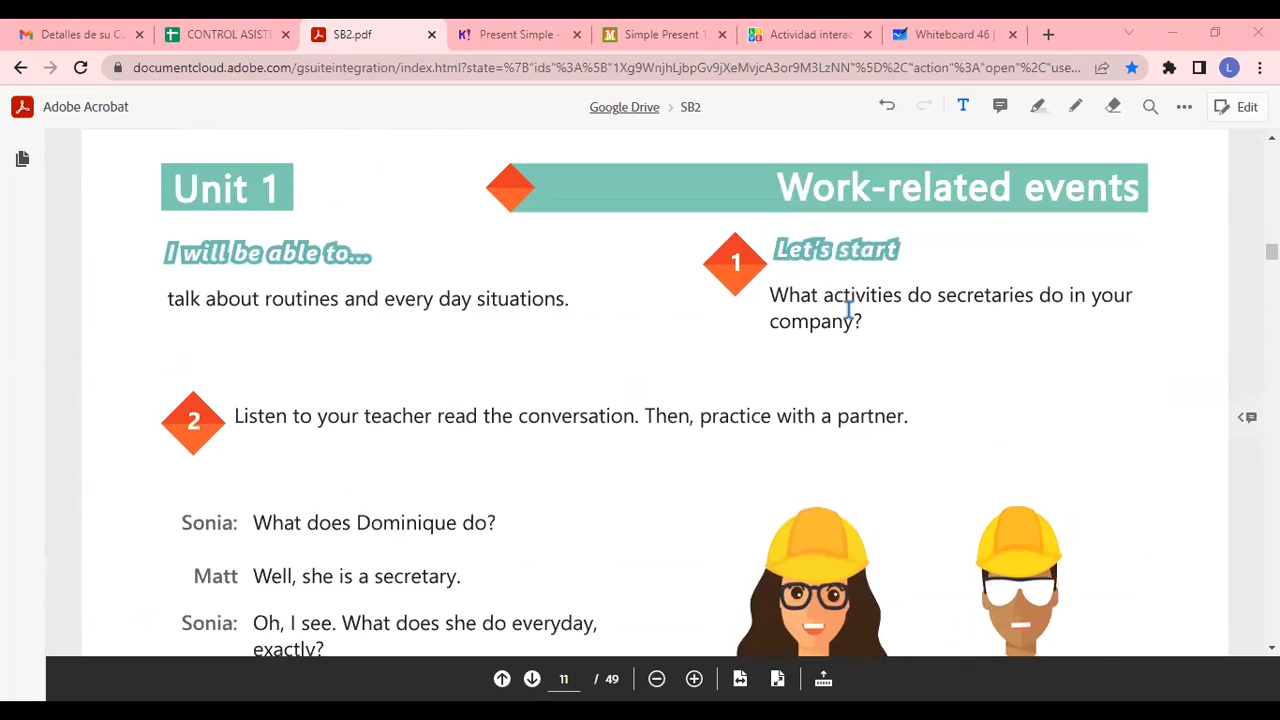 Detalles de su C
CONTROL ASISTE
SB2.pdf
Present Simple -
Simple Present 1
Actividad interac
Whiteboard 46 |
documentcloud.adobe.com/gsuiteintegration/index.html?state=%7B"ids"%3A%5B"1Xg9WnjhLjbpGv9jXeMvjcA3or9M3LzNN"%5D%2C"action"%3A"open"%2C"use...
L
Adobe Acrobat
Google Drive > SB2
T
Edit
Unit 1
Work-related events
I will be able to...
talk about routines and every day situations.
1
Let's start
What activities do secretaries do in your
company?
2
Listen to your teacher read the conversation. Then, practice with a partner.
Sonia: What does Dominique do?
Matt Well, she is a secretary.
Sonia: Oh, I see. What does she do everyday,
exactly?
11 / 49